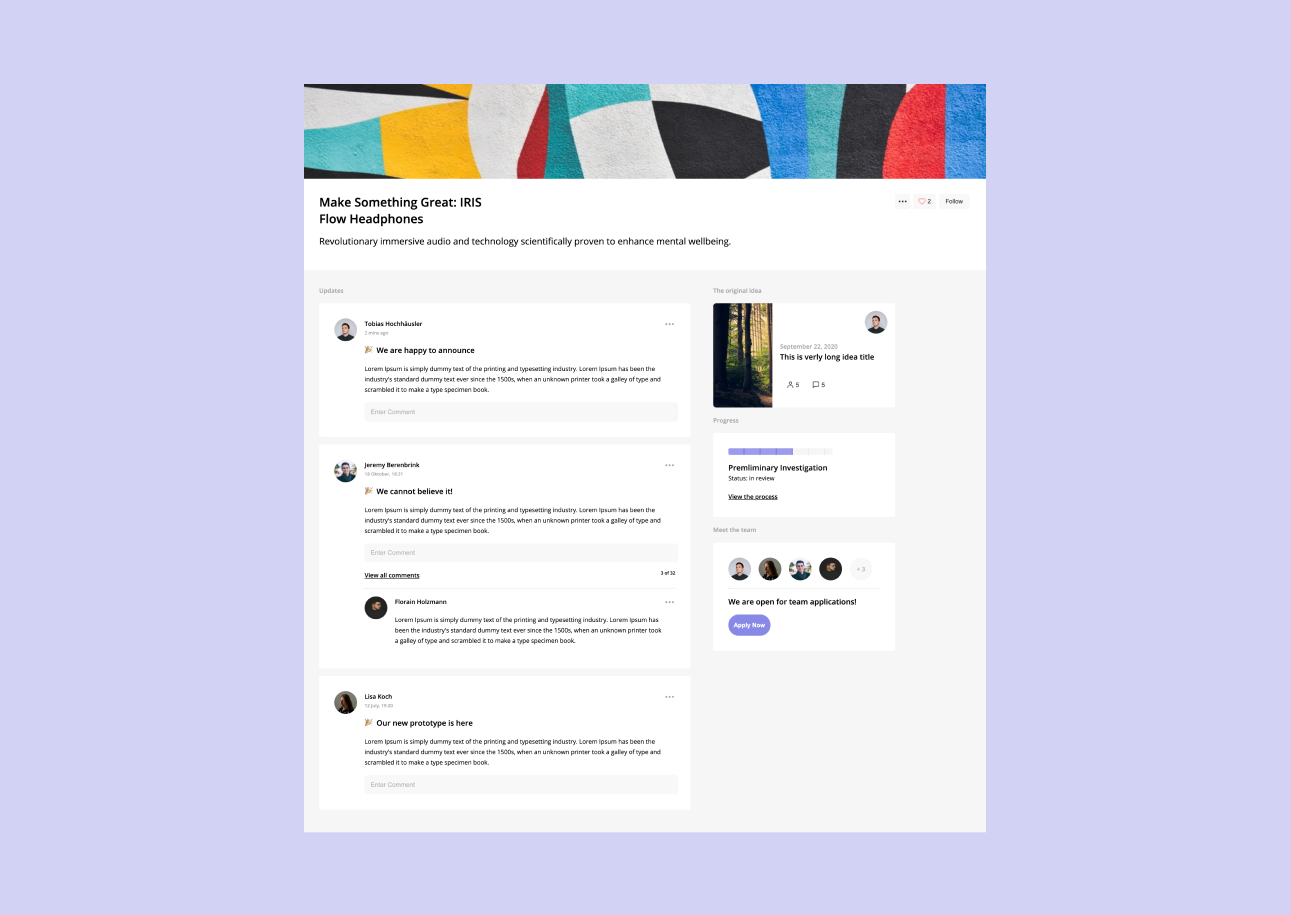 Make Something Great: IRIS
Flow Headphones
2
Follow
Revolutionary immersive audio and technology scientifically proven to enhance mental wellbeing.
Updates
Tobias Hochhäusler
2 mins ago
🎉 We are happy to announce
Lorem Ipsum is simply dummy text of the printing and typesetting industry. Lorem Ipsum has been the
industry's standard dummy text ever since the 1500s, when an unknown printer took a galley of type and
scrambled it to make a type specimen book.
Enter Comment
Jeremy Berenbrink
18 Oktober, 18:31
🎉 We cannot believe it!
Lorem Ipsum is simply dummy text of the printing and typesetting industry. Lorem Ipsum has been the
industry's standard dummy text ever since the 1500s, when an unknown printer took a galley of type and
scrambled it to make a type specimen book.
Enter Comment
View all comments
3 of 32
Florain Holzmann
Lorem Ipsum is simply dummy text of the printing and typesetting industry. Lorem Ipsum has
been the industry's standard dummy text ever since the 1500s, when an unknown printer took
a galley of type and scrambled it to make a type specimen book.
Lisa Koch
12 July, 19:20
🎉 Our new prototype is here
Lorem Ipsum is simply dummy text of the printing and typesetting industry. Lorem Ipsum has been the
industry's standard dummy text ever since the 1500s, when an unknown printer took a galley of type and
scrambled it to make a type specimen book.
Enter Comment
The original idea
September 22, 2020
This is verly long idea title
5
5
Progress
Premliminary Investigation
Status: in review
View the process
Meet the team
+ 3
We are open for team applications!
Apply Now